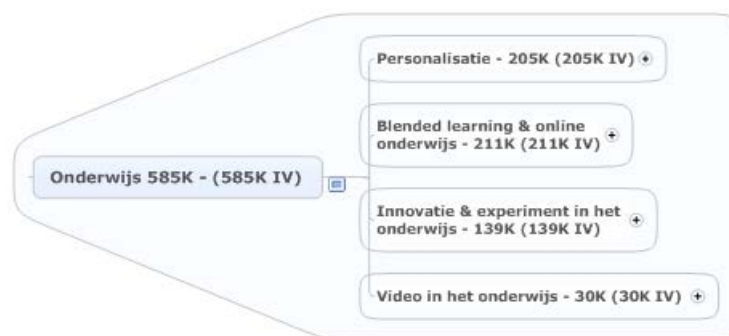 Personalisatie - 205K (205K IV)
Blended learning & online
onderwijs - 211K (211K IV)
Onderwijs 585K - (585K IV)
Innovatie & experiment in het
onderwijs - 139K (139K IV)
Video in het onderwijs - 30K (30K IV)